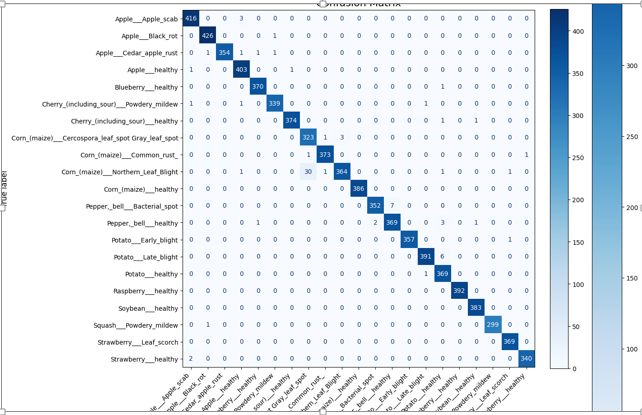 Confusion Matrix
True label
Apple___Apple_scab 416 0 0 3 0 0 0 0 0 0 0 0 0 0 0 0 0 0 0 0 0
Apple___Black_rot 0 426 0 0 0 1 0 0 0 0 0 0 0 0 0 0 0 0 0 0 0
Apple___Cedar_apple_rust 0 1 354 1 1 1 0 0 0 0 0 0 0 0 0 0 0 0 0 0 0
Apple___healthy 1 0 0 403 0 0 1 0 0 0 0 0 0 0 0 0 0 0 0 0 0
Blueberry___healthy 0 0 0 0 370 0 0 0 0 0 0 0 0 0 0 1 0 0 0 0 0
Cherry_(including_sour)___Powdery_mildew 1 0 0 1 0 339 0 0 0 0 0 0 0 0 1 0 0 0 0 0 0
Cherry_(including_sour)___healthy 0 0 0 0 0 0 374 0 0 0 0 0 0 0 0 1 0 1 0 0 0
Corn_(maize)___Cercospora_leaf_spot Gray_leaf_spot 0 0 0 0 0 0 0 323 1 3 0 0 0 0 0 0 0 0 0 0 0
Corn_(maize)___Common_rust_ 0 0 0 0 0 0 0 1 373 0 0 0 0 0 0 0 0 0 0 0 1
Corn_(maize)___Northern_Leaf_Blight 0 0 0 1 0 0 0 30 1 364 0 0 0 0 0 1 0 0 0 1 0
Corn_(maize)___healthy 0 0 0 0 0 0 0 0 0 0 386 0 0 0 0 0 0 0 0 0 0
Pepper,_bell___Bacterial_spot 0 0 0 0 0 0 0 0 0 0 0 352 7 0 0 0 0 0 0 0 0
Pepper,_bell___healthy 0 0 0 0 1 0 0 0 0 0 0 2 369 0 0 3 0 1 0 0 0
Potato___Early_blight 0 0 0 0 0 0 0 0 0 0 0 0 0 357 0 0 0 0 0 1 0
Potato___Late_blight 0 0 0 0 0 0 0 0 0 0 0 0 0 0 391 6 0 0 0 0 0
Potato___healthy 0 0 0 0 0 0 0 0 0 0 0 0 0 0 1 369 0 0 0 0 0
Raspberry___healthy 0 0 0 0 0 0 0 0 0 0 0 0 0 0 0 0 392 0 0 0 0
Soybean___healthy 0 0 0 0 0 0 0 0 0 0 0 0 0 0 0 0 0 383 0 0 0
Squash___Powdery_mildew 0 1 0 0 0 0 0 0 0 0 0 0 0 0 0 0 0 0 299 0 0
Strawberry___Leaf_scorch 0 0 0 0 0 0 0 0 0 0 0 0 0 0 0 0 0 0 0 369 0
Strawberry___healthy 2 0 0 0 0 0 0 0 0 0 0 0 0 0 0 0 0 0 0 0 340
400
350
300
250
200
150
100
50
0
300
250
200
150
100